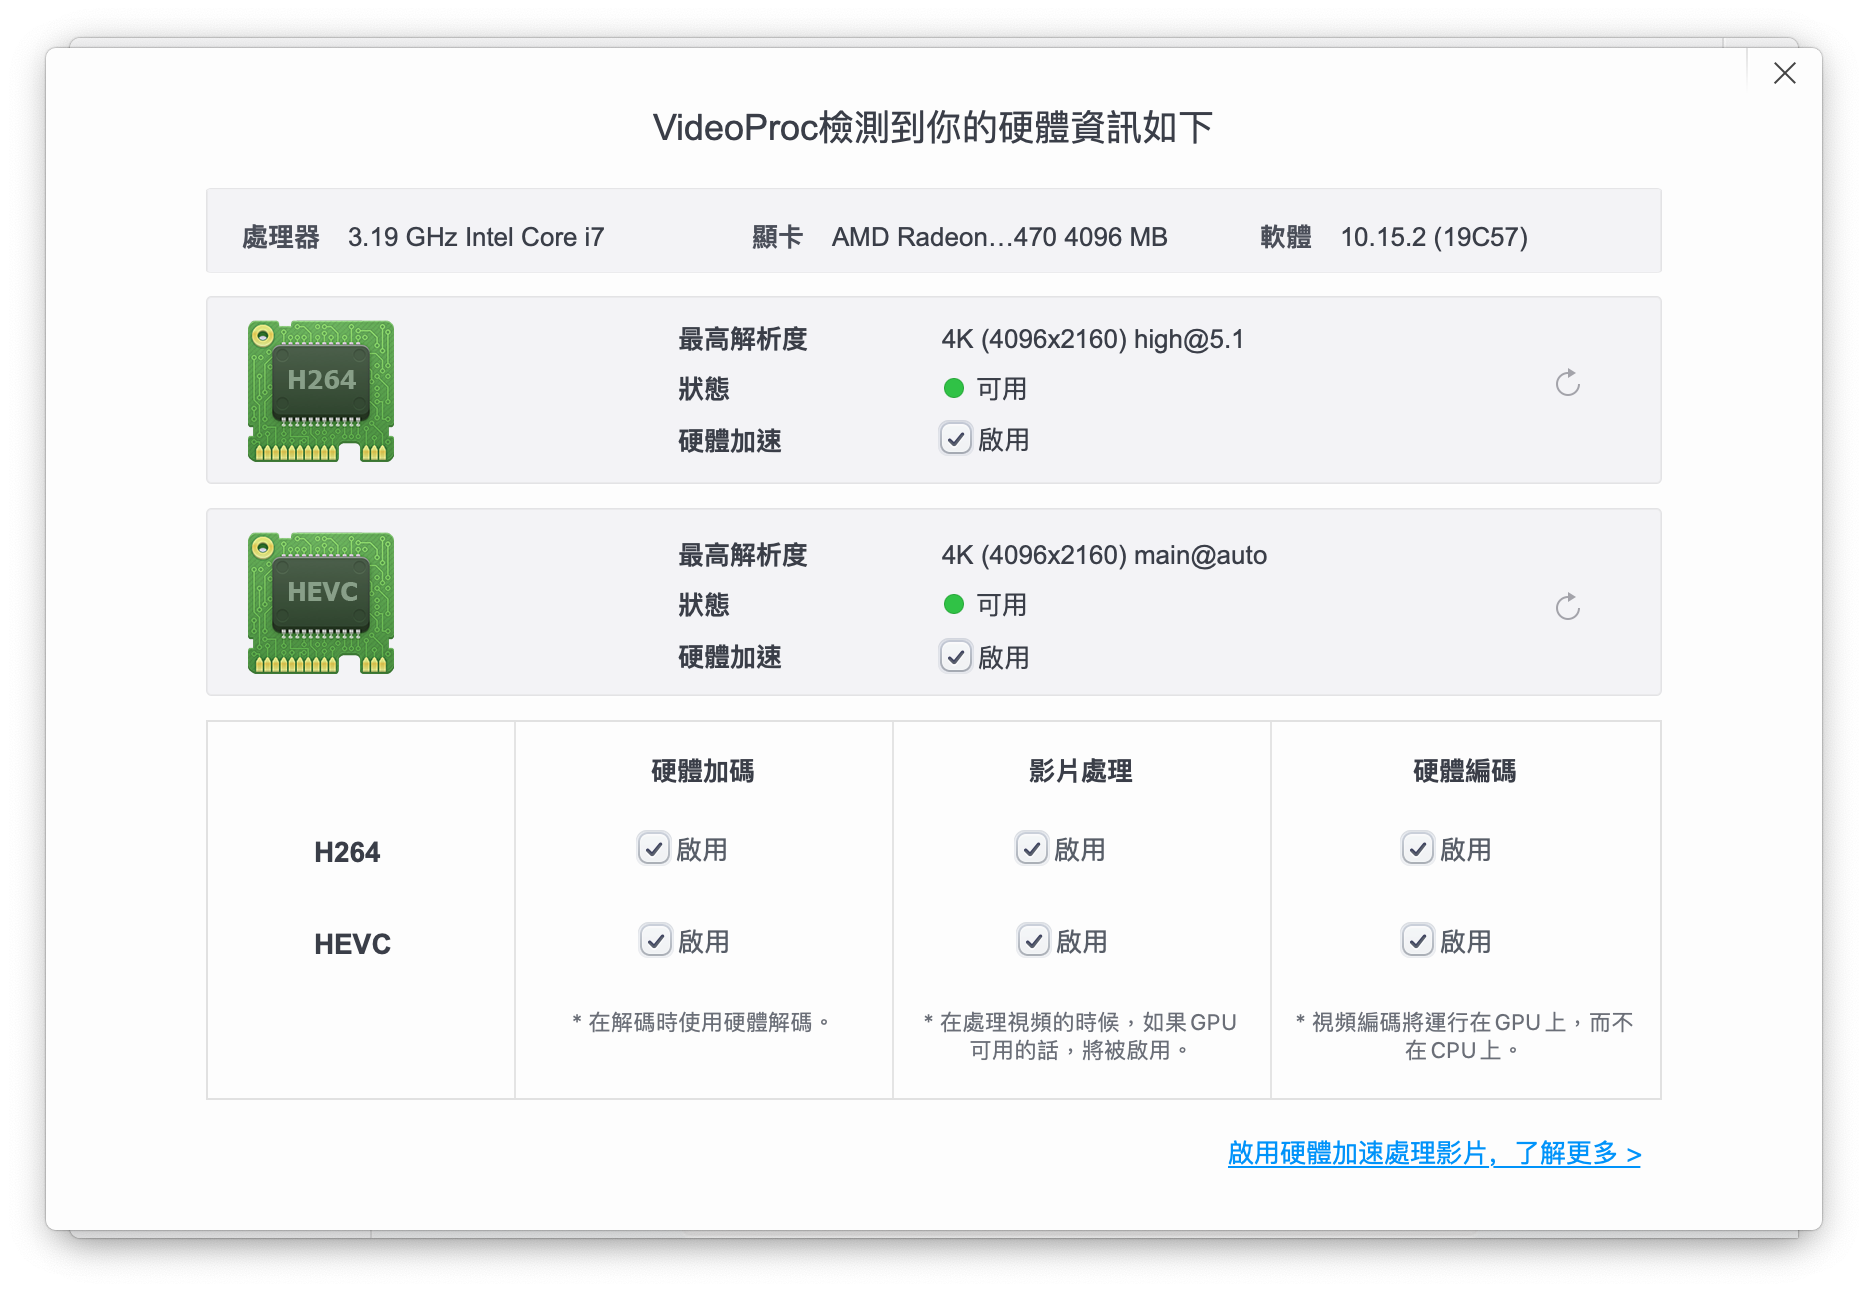 VideoProc檢測到你的硬體資訊如下
處理器 3.19 GHz Intel Core i7 顯卡 AMD Radeon...470 4096 MB 軟體 10.15.2 (19C57)
H264
最高解析度 4K (4096x2160) high@5.1
狀態 可用
硬體加速 啟用
HEVC
最高解析度 4K (4096x2160) main@auto
狀態 可用
硬體加速 啟用
硬體加碼 影片處理 硬體編碼
H264 啟用 啟用 啟用
HEVC 啟用 啟用 啟用
* 在解碼時使用硬體解碼。
* 在處理視頻的時候，如果GPU
可用的話，將被啟用。
* 視頻編碼將運行在GPU上，而不
在CPU上。
啟用硬體加速處理影片，了解更多 >